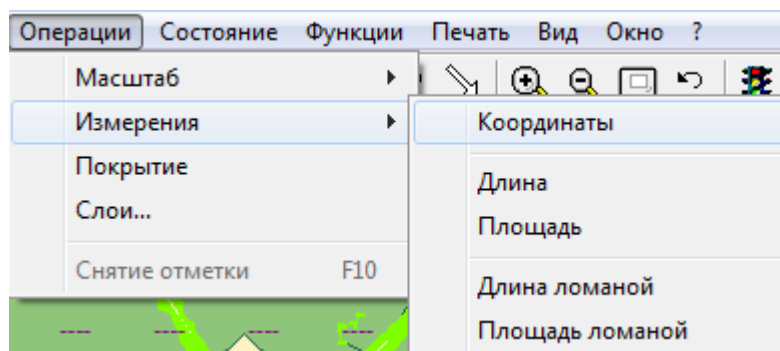 Операции Состояние Функции Печать Вид Окно ?
Масштаб
Измерения
Покрытие
Слои...
Снятие отметки F10
Координаты
Длина
Площадь
Длина ломаной
Площадь ломаной